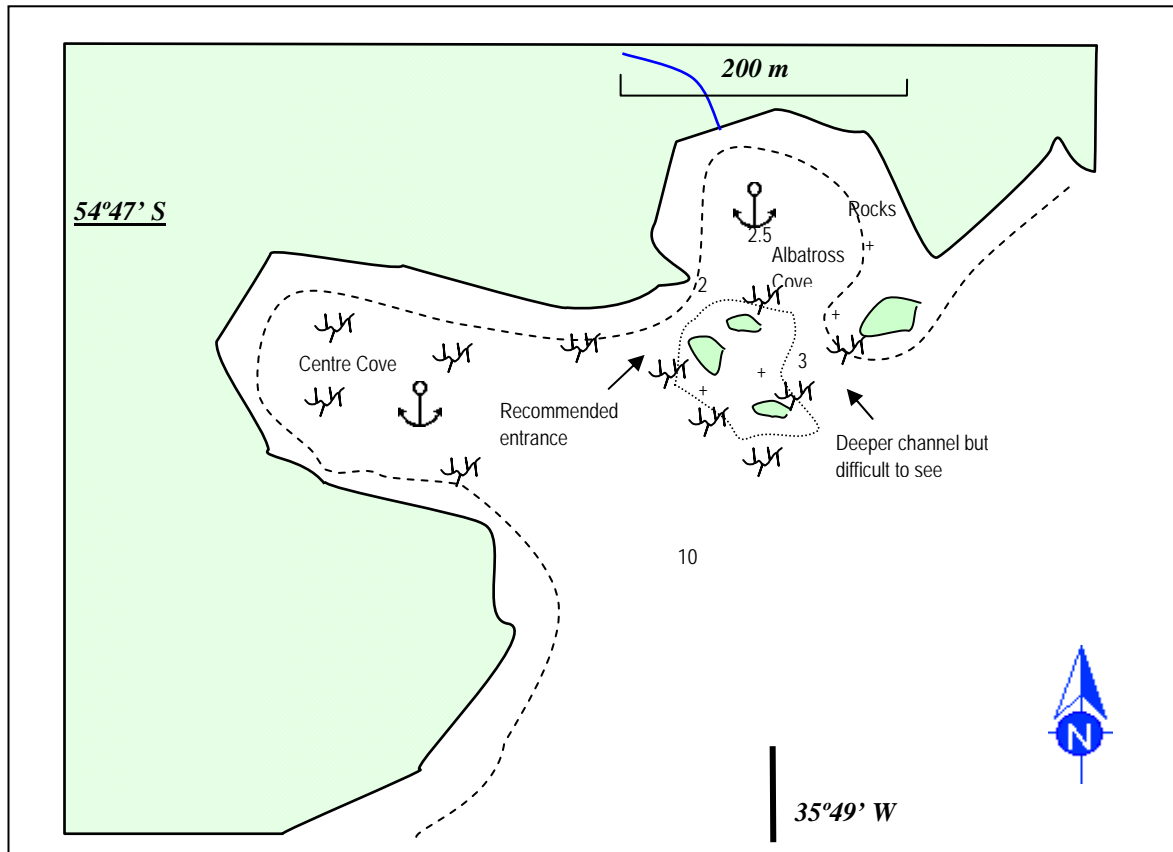 200 m
54º47’ S
Rocks
2.5
Albatross
Cove
2
Centre Cove
3
Recommended
entrance
Deeper channel but
difficult to see
10
N
35º49’ W